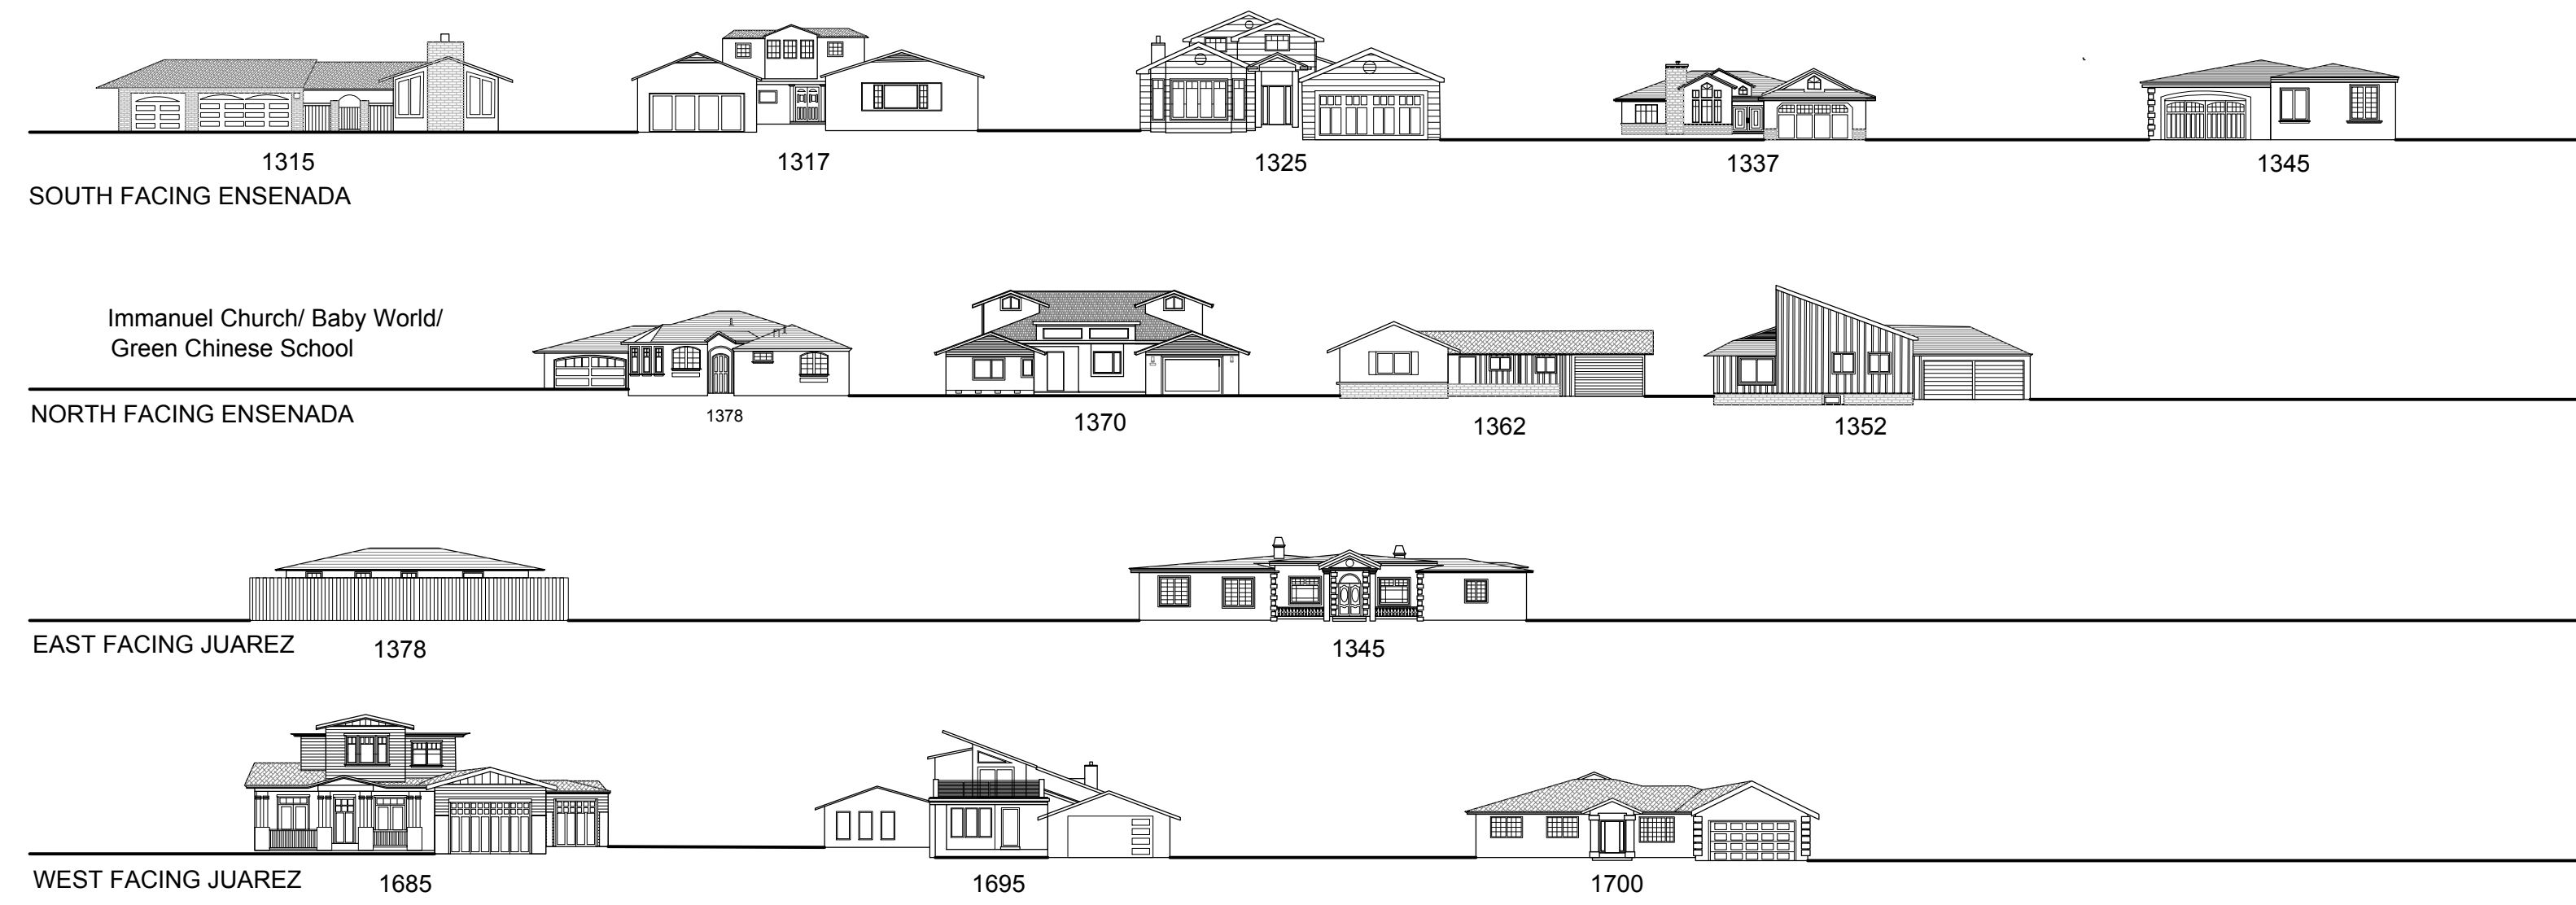 1315
1317
1325
1337
1345
SOUTH FACING ENSENADA
Immanuel Church/ Baby World/
Green Chinese School
NORTH FACING ENSENADA
1378
1370
1362
1352
EAST FACING JUAREZ
1378
1345
WEST FACING JUAREZ
1685
1695
1700